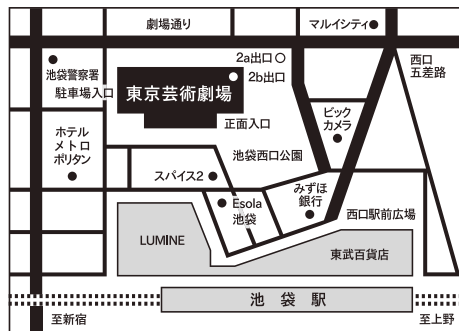 劇場通り
マルイシティ
2a出口
西口
五差路
池袋警察署
2b出口
駐車場入口
東京芸術劇場
正面入口
ビック
カメラ
ホテル
メトロ
ポリタン
池袋西口公園
スパイス2
みずほ
銀行
Esola
池袋
西口駅前広場
LUMINE
東武百貨店
池袋駅
至新宿
至上野